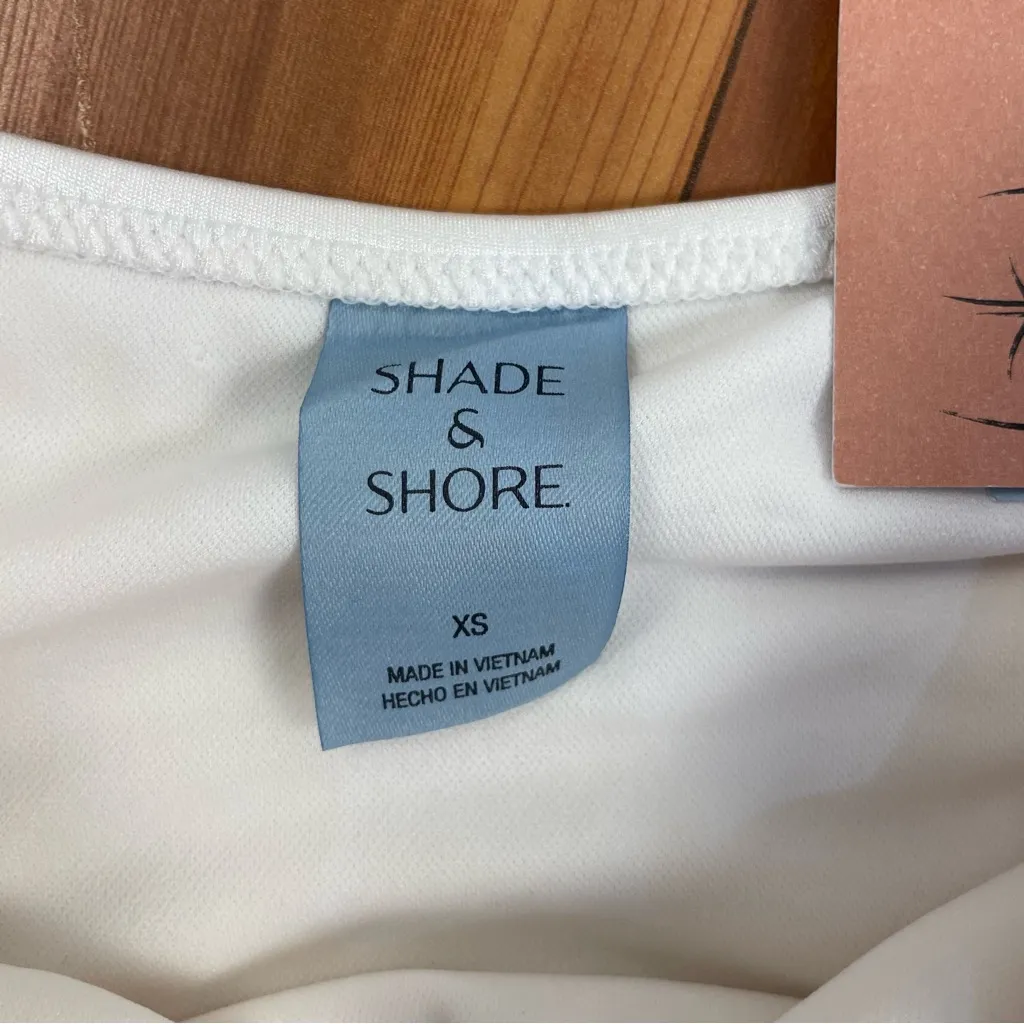 SHADE
&
SHORE.
XS
MADE IN VIETNAM
HECHO EN VIETNAM